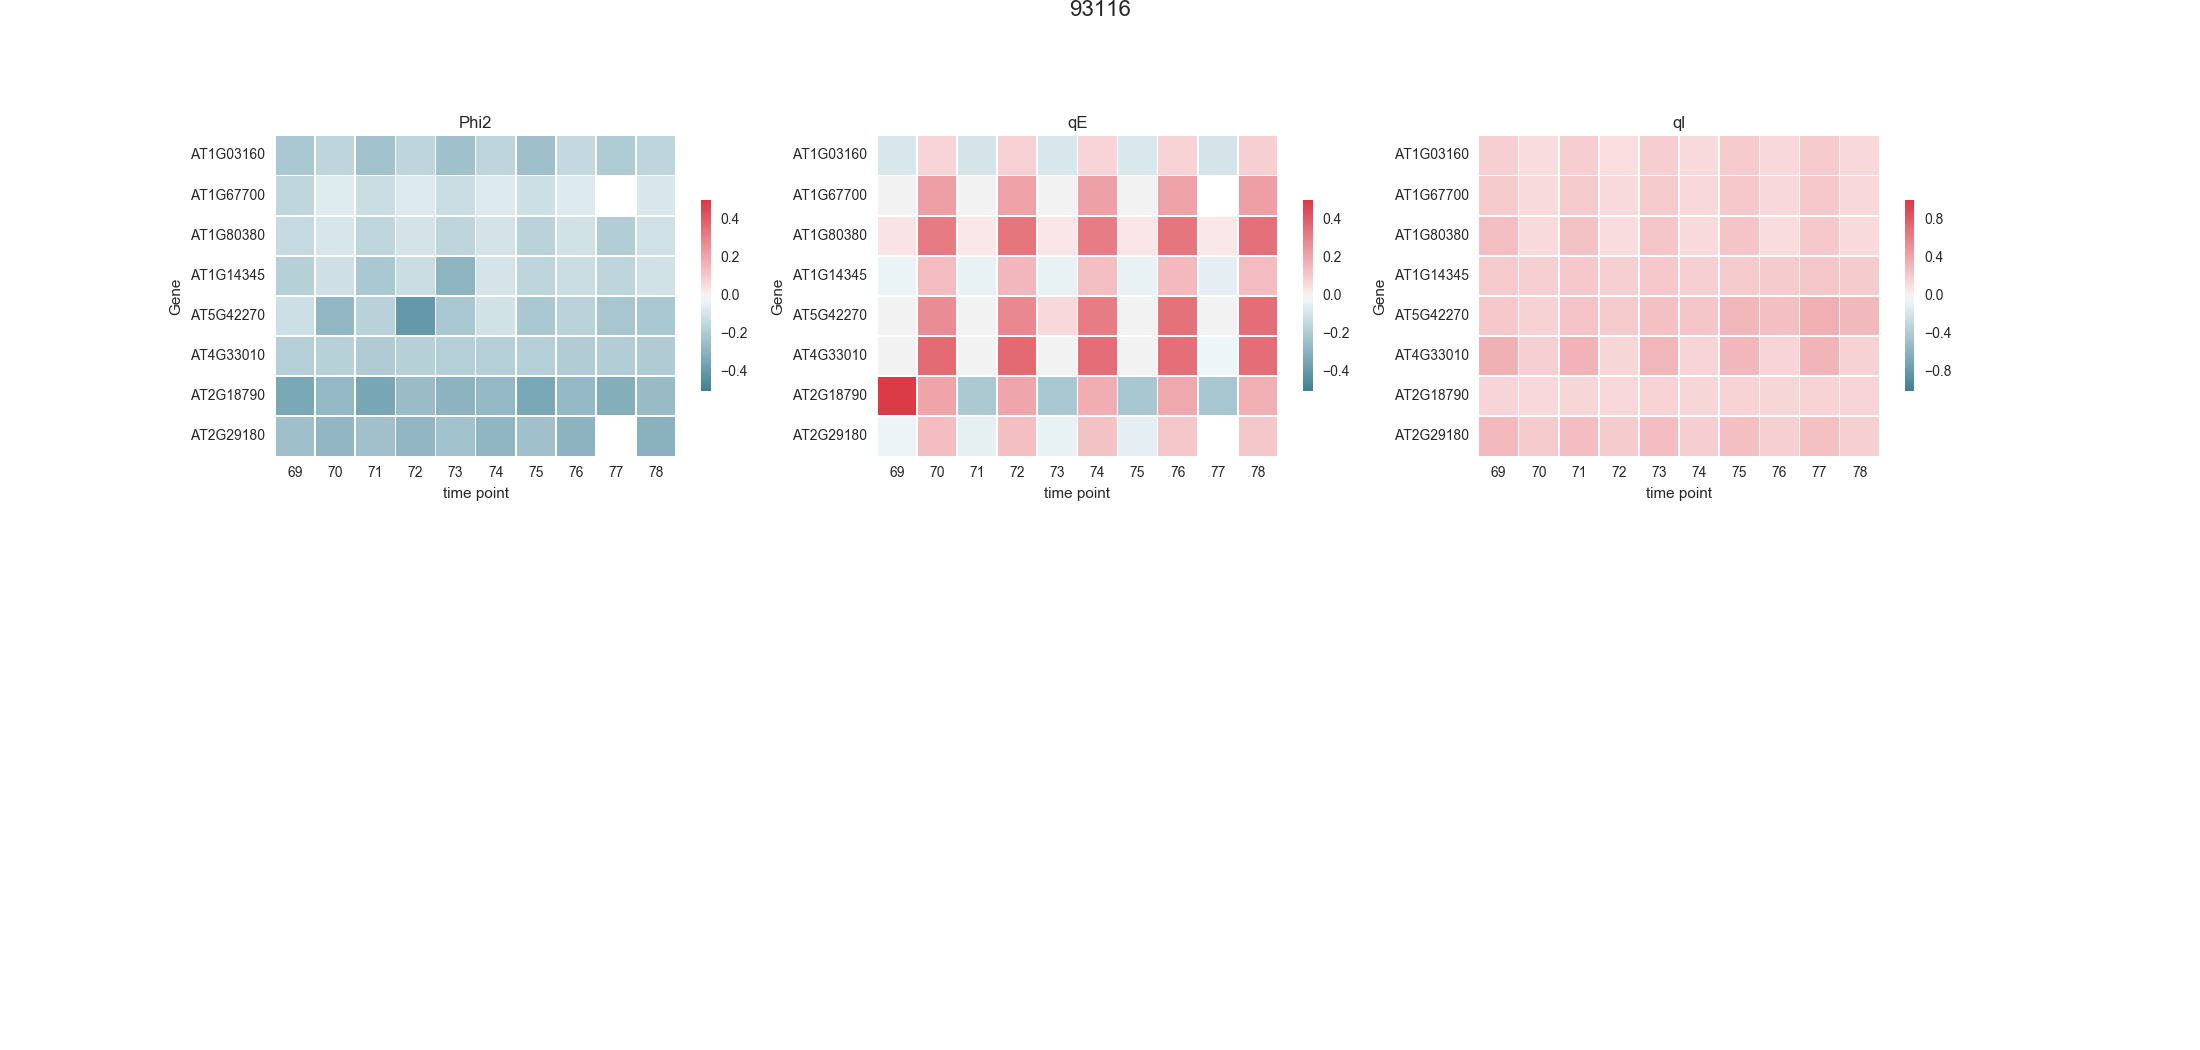 93116
Phi2
AT1G03160
AT1G67700
AT1G80380
AT1G14345
AT5G42270
AT4G33010
AT2G18790
AT2G29180
Gene
69 70 71 72 73 74 75 76 77 78
time point
0.4
0.2
0.0
−0.2
−0.4
qE
AT1G03160
AT1G67700
AT1G80380
AT1G14345
AT5G42270
AT4G33010
AT2G18790
AT2G29180
Gene
69 70 71 72 73 74 75 76 77 78
time point
0.4
0.2
0.0
−0.2
−0.4
qI
AT1G03160
AT1G67700
AT1G80380
AT1G14345
AT5G42270
AT4G33010
AT2G18790
AT2G29180
Gene
69 70 71 72 73 74 75 76 77 78
time point
0.8
0.4
0.0
−0.4
−0.8